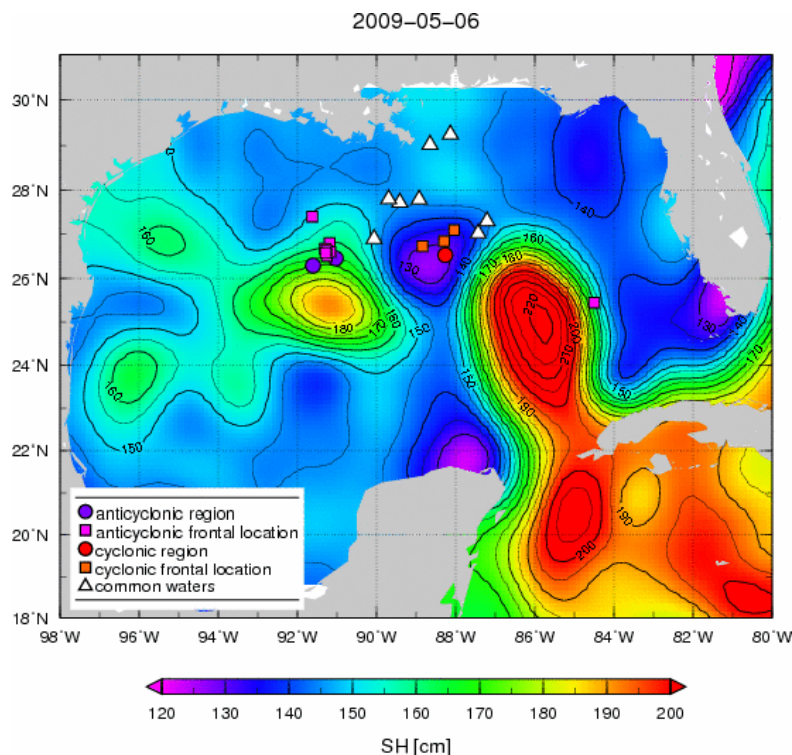 2009-05-06
30°N
28°N
26°N
24°N
22°N
20°N
18°N
98°W 96°W 94°W 92°W 90°W 88°W 86°W 84°W 82°W 80°W
160
140
130
140
160
170
180
220
210
200
180
170
180
150
150
160
150
190
130
140
150
170
190
200
anticyclonic region
anticyclonic frontal location
cyclonic region
cyclonic frontal location
common waters
120 130 140 150 160 170 180 190 200
SH [cm]